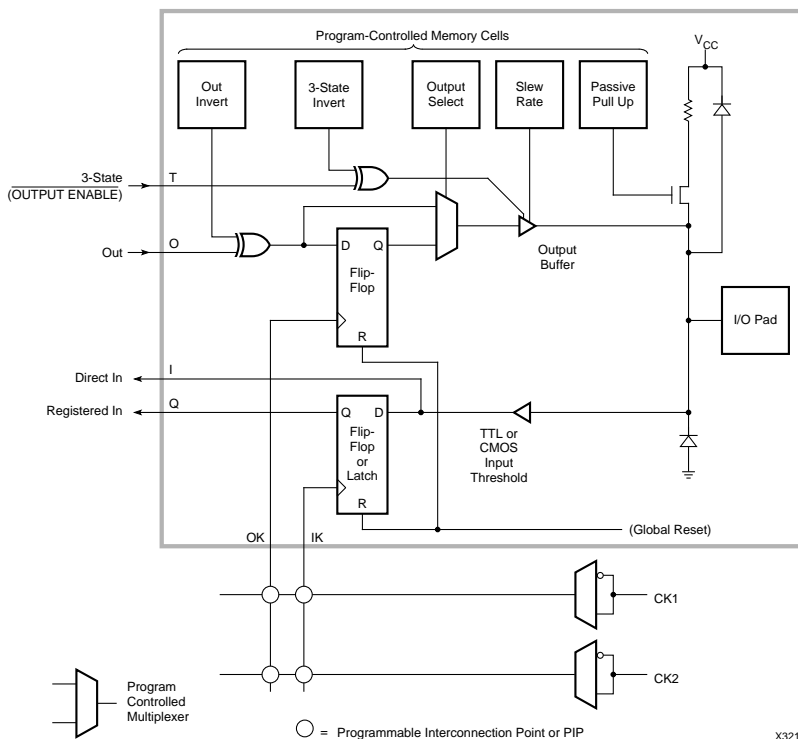 Program-Controlled Memory Cells
VCC
Out
Invert
3-State
Invert
Output
Select
Slew
Rate
Passive
Pull Up
3-State
(OUTPUT ENABLE)
T
Out
O
D
Q
Flip-
Flop
R
Output
Buffer
I/O Pad
Direct In
I
Registered In
Q
Q
D
Flip-
Flop
or
Latch
R
TTL or
CMOS
Input
Threshold
OK
IK
(Global Reset)
CK1
CK2
Program
Controlled
Multiplexer
= Programmable Interconnection Point or PIP
X321